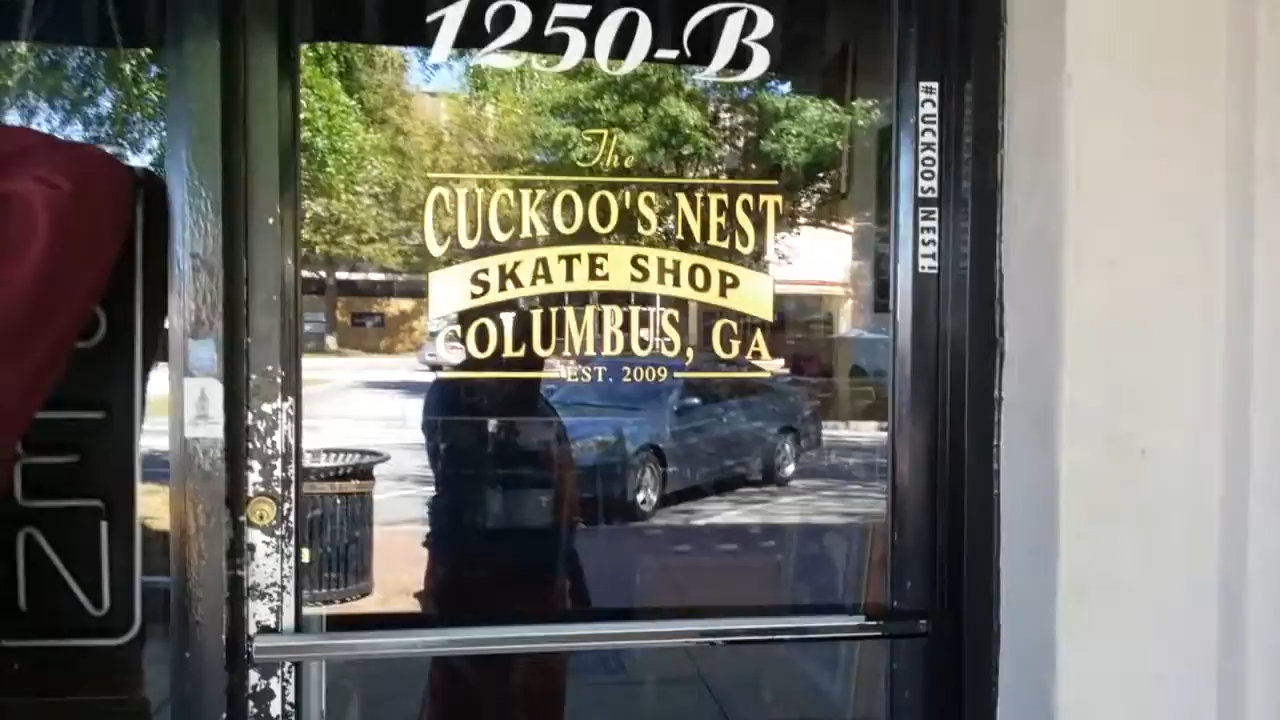 1250-B
The
CUCKOO'S NEST
SKATE SHOP
COLUMBUS, GA
EST. 2009
#CUCKOOS NEST!